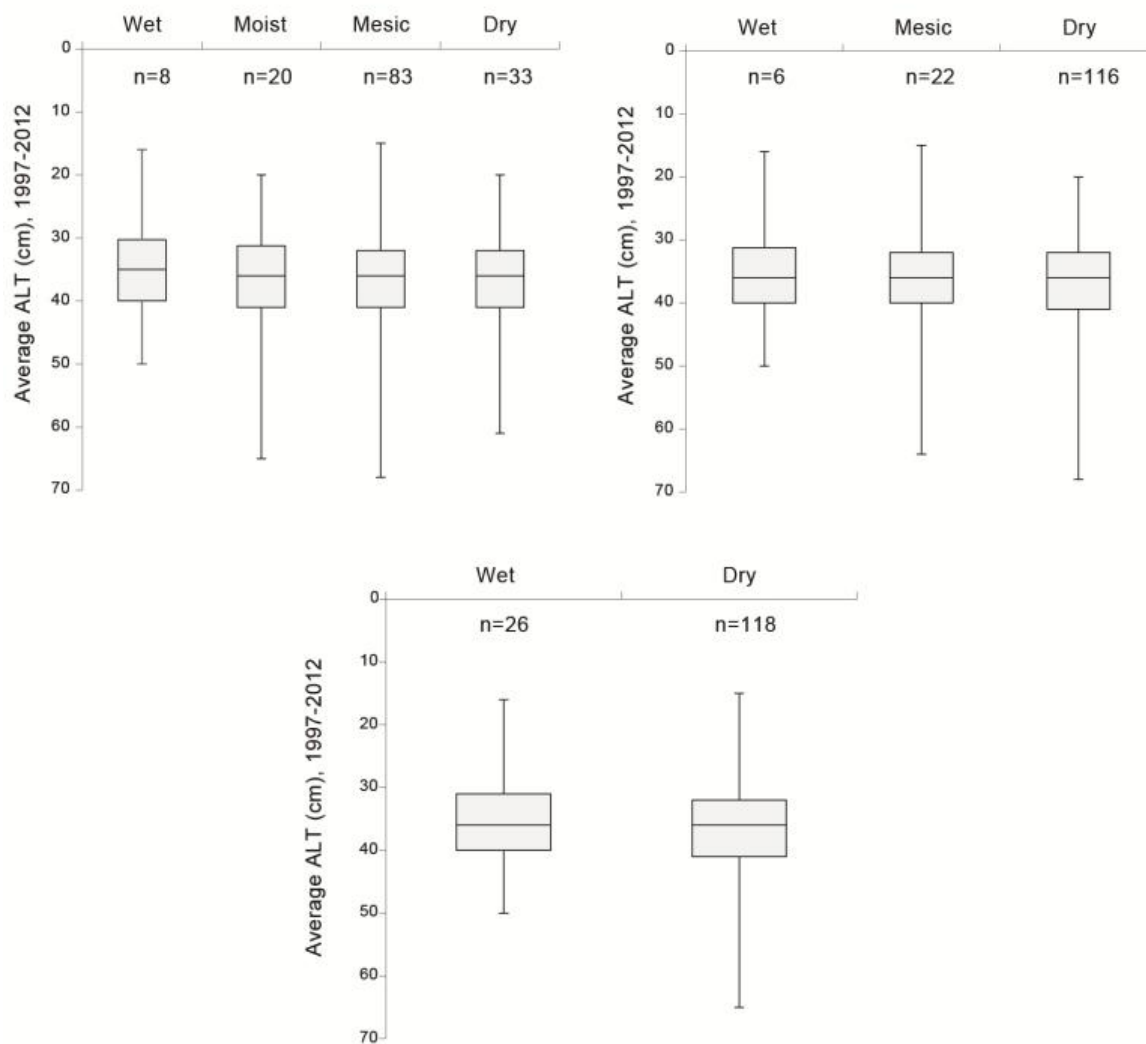 Wet Moist Mesic Dry
n=8 n=20 n=83 n=33
Average ALT (cm), 1997-2012
0
10
20
30
40
50
60
70
Wet Mesic Dry
n=6 n=22 n=116
Average ALT (cm), 1997-2012
0
10
20
30
40
50
60
70
Wet Dry
n=26 n=118
Average ALT (cm), 1997-2012
0
10
20
30
40
50
60
70